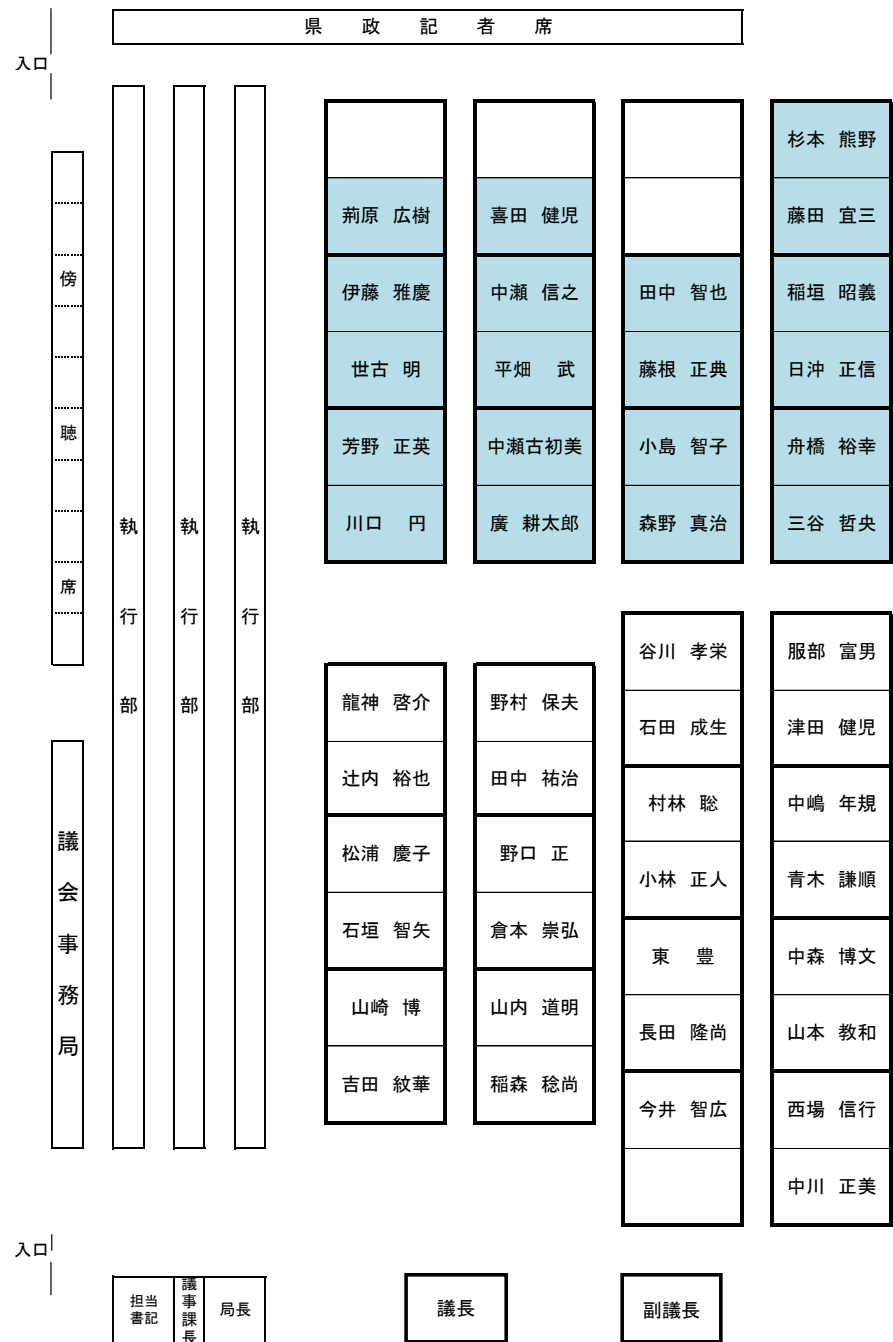 県 政 記 者 席
入口
傍聴席
執行部
執行部
執行部
議会事務局
杉本 熊野
荊原 広樹 喜田 健児 藤田 宜三
伊藤 雅慶 中瀬 信之 田中 智也 稲垣 昭義
世古 明 平畑 武 藤根 正典 日沖 正信
芳野 正英 中瀬古初美 小島 智子 舟橋 裕幸
川口 円 廣 耕太郎 森野 真治 三谷 哲央
谷川 孝栄 服部 富男
龍神 啓介 野村 保夫 石田 成生 津田 健児
辻内 裕也 田中 祐治 村林 聡 中嶋 年規
松浦 慶子 野口 正 小林 正人 青木 謙順
石垣 智矢 倉本 崇弘 東 豊 中森 博文
山崎 博 山内 道明 長田 隆尚 山本 教和
吉田 紋華 稲森 稔尚 今井 智広 西場 信行
中川 正美
入口
担当書記 議事課長 局長 議長 副議長